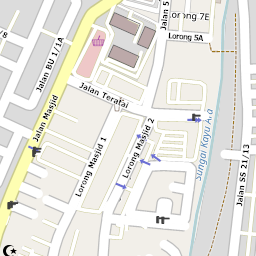 Lorong 7E
Lorong 5A
Jalan BU 1/1A
Jalan Masjid
Jalan Teratai
Lorong Masjid 1
Lorong Masjid 2
Sungai Kayu Ara
Jalan SS 21/13